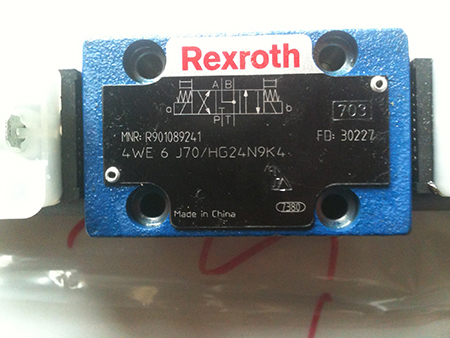 Rexroth
A B
P T
703
MNR: R901089241
FD: 30227
4WE 6 J70/HG24N9K4
Made in China
7380